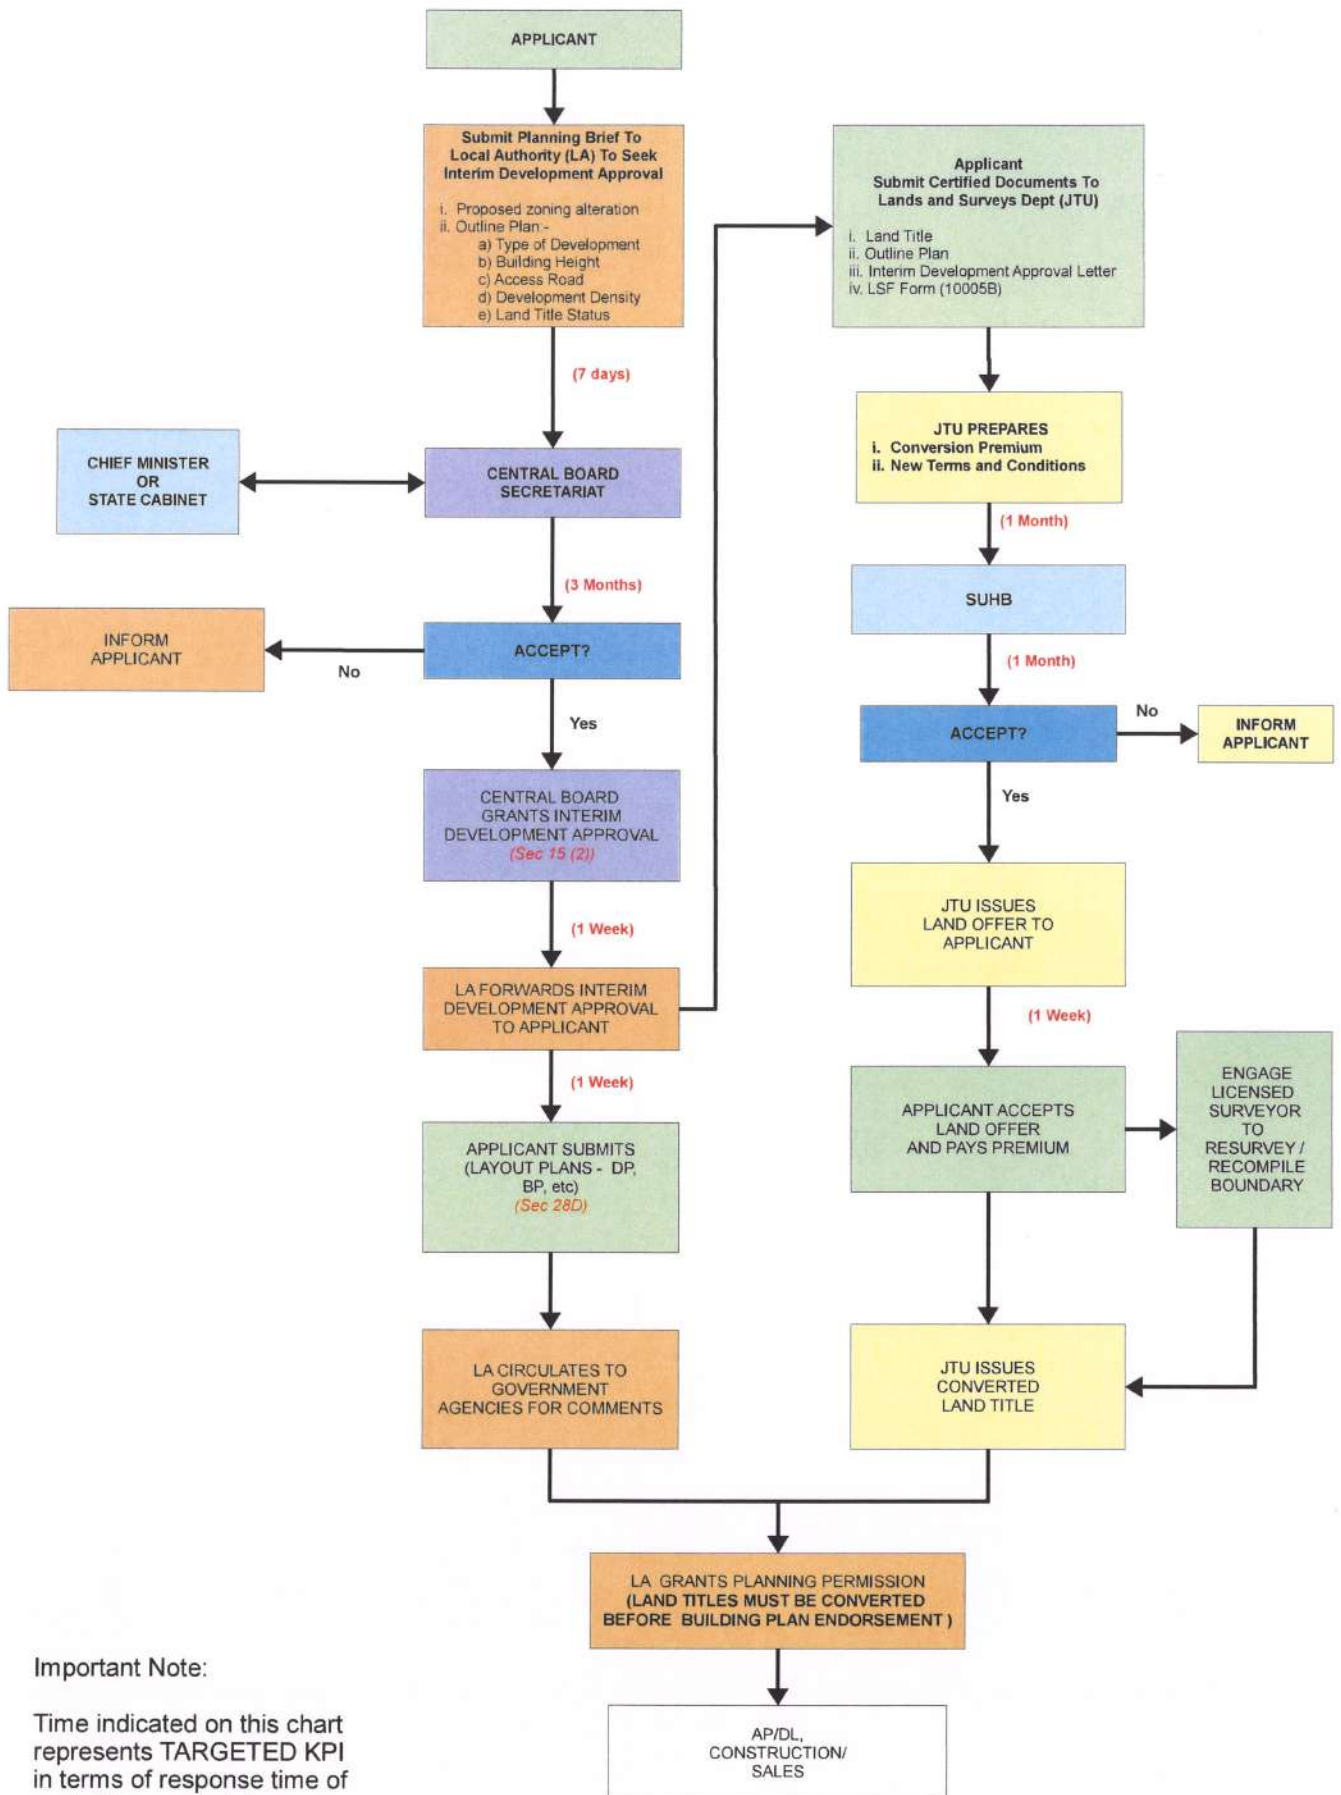 APPLICANT
Submit Planning Brief To
Local Authority (LA) To Seek
Interim Development Approval
i. Proposed zoning alteration
ii. Outline Plan:-
a) Type of Development
b) Building Height
c) Access Road
d) Development Density
e) Land Title Status
(7 days)
CHIEF MINISTER
OR
STATE CABINET
CENTRAL BOARD
SECRETARIAT
(3 Months)
INFORM
APPLICANT
No
ACCEPT?
Yes
CENTRAL BOARD
GRANTS INTERIM
DEVELOPMENT APPROVAL
(Sec 15 (2))
(1 Week)
LA FORWARDS INTERIM
DEVELOPMENT APPROVAL
TO APPLICANT
(1 Week)
APPLICANT SUBMITS
(LAYOUT PLANS - DP,
BP, etc)
(Sec 28D)
LA CIRCULATES TO
GOVERNMENT
AGENCIES FOR COMMENTS
Applicant
Submit Certified Documents To
Lands and Surveys Dept (JTU)
i. Land Title
ii. Outline Plan
iii. Interim Development Approval Letter
iv. LSF Form (10005B)
JTU PREPARES
i. Conversion Premium
ii. New Terms and Conditions
(1 Month)
SUHB
(1 Month)
ACCEPT?
No
INFORM
APPLICANT
Yes
JTU ISSUES
LAND OFFER TO
APPLICANT
(1 Week)
APPLICANT ACCEPTS
LAND OFFER
AND PAYS PREMIUM
ENGAGE
LICENSED
SURVEYOR
TO
RESURVEY /
RECOMPILE
BOUNDARY
JTU ISSUES
CONVERTED
LAND TITLE
LA GRANTS PLANNING PERMISSION
(LAND TITLES MUST BE CONVERTED
BEFORE BUILDING PLAN ENDORSEMENT )
AP/DL,
CONSTRUCTION/
SALES
Important Note:
Time indicated on this chart
represents TARGETED KPI
in terms of response time of